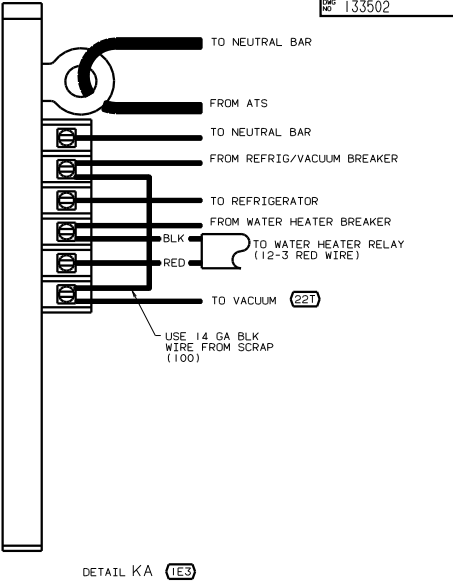 DWG NO 133502
TO NEUTRAL BAR
FROM ATS
TO NEUTRAL BAR
FROM REFRIG/VACUUM BREAKER
TO REFRIGERATOR
FROM WATER HEATER BREAKER
BLK
TO WATER HEATER RELAY
(12-3 RED WIRE)
RED
TO VACUUM 22T
USE 14 GA BLK
WIRE FROM SCRAP
(100)
DETAIL KA 1E3